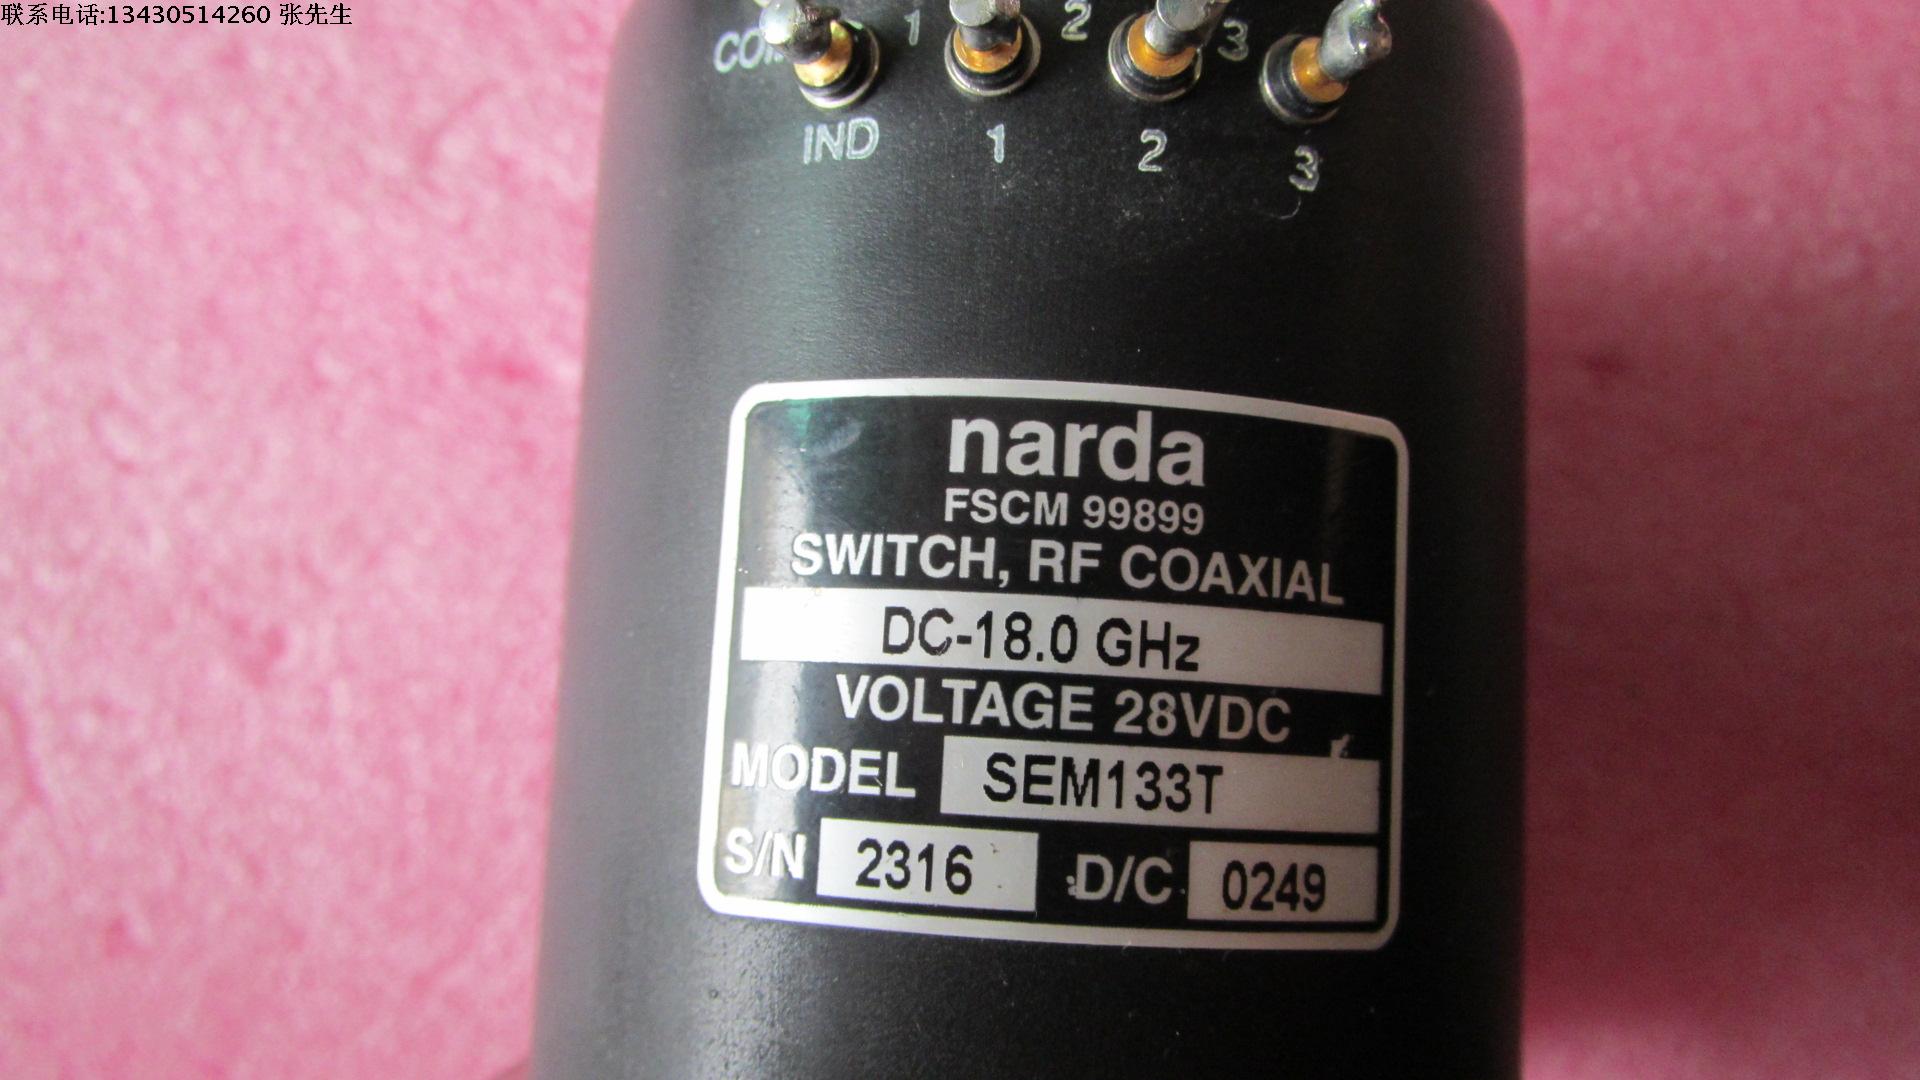 联系电话:13430514260 张先生
1 2 3
IND 1 2 3
narda
FSCM 99899
SWITCH, RF COAXIAL
DC-18.0 GHz
VOLTAGE 28VDC
MODEL SEM133T
S/N 2316 D/C 0249